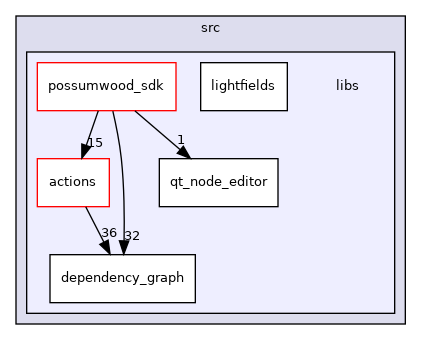 src
possumwood_sdk
lightfields
libs
15
1
actions
qt_node_editor
36
32
dependency_graph